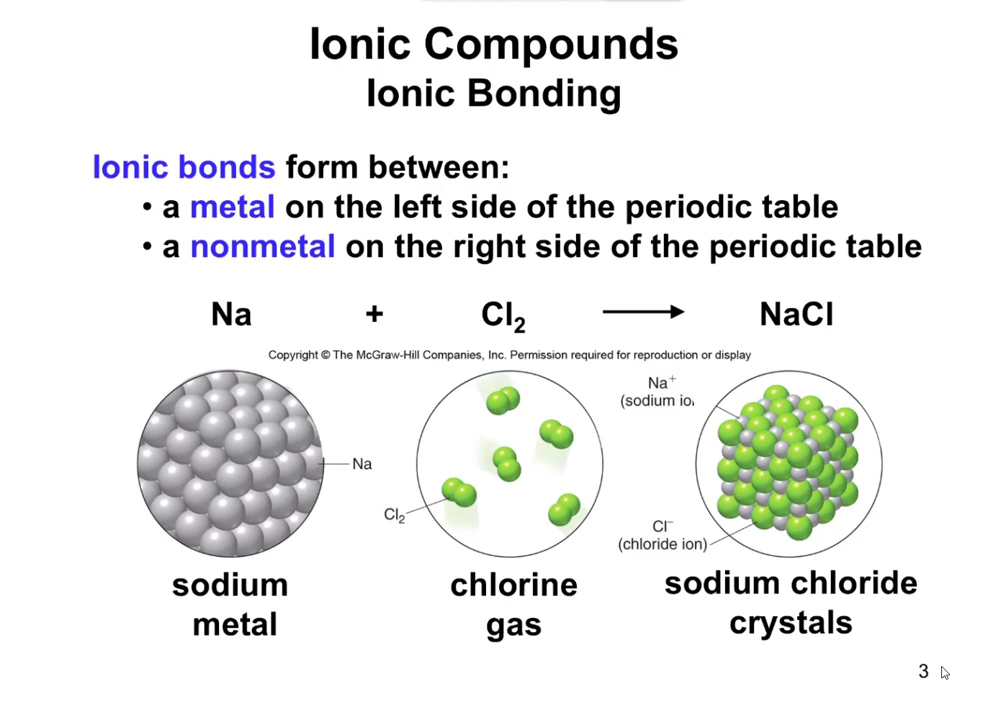 Ionic Compounds
Ionic Bonding
Ionic bonds form between:
• a metal on the left side of the periodic table
• a nonmetal on the right side of the periodic table
Na + Cl₂ ⟶ NaCl
Copyright © The McGraw-Hill Companies, Inc. Permission required for reproduction or display
Na⁺
(sodium io
Na
Cl₂
Cl⁻
(chloride ion)
sodium
metal
chlorine
gas
sodium chloride
crystals
3